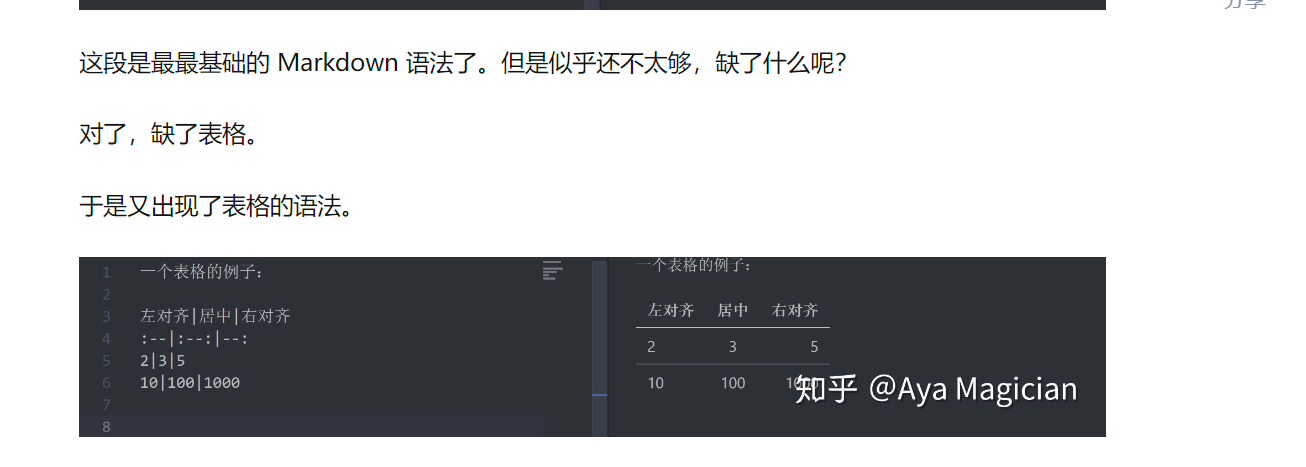 分享
这段是最最基础的 Markdown 语法了。但是似乎还不太够，缺了什么呢？
对了，缺了表格。
于是又出现了表格的语法。
1 一个表格的例子：
2
3 左对齐|居中|右对齐
4 :--|:--:|--:
5 2|3|5
6 10|100|1000
7
8
一个表格的例子：
左对齐 居中 右对齐
2 3 5
10 100 1000
知乎 @Aya Magician